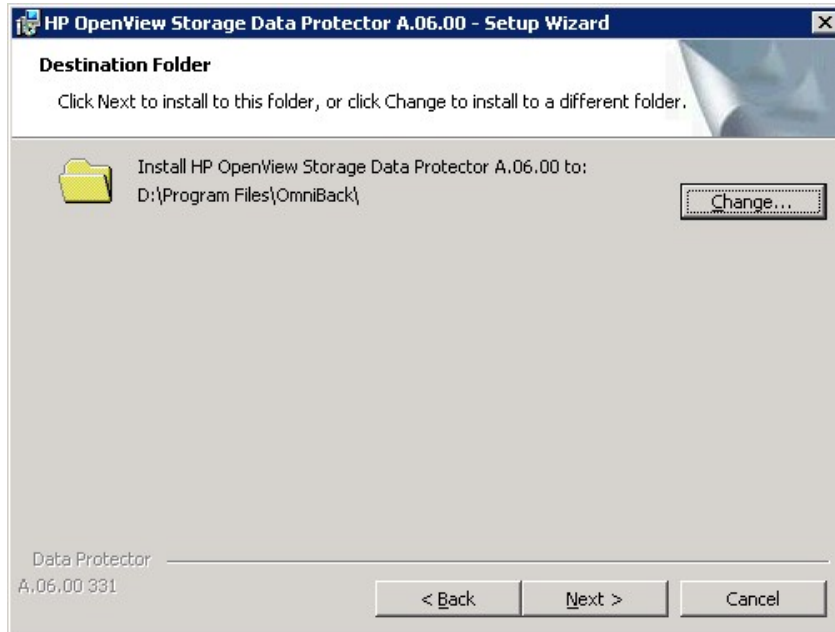 HP OpenView Storage Data Protector A.06.00 - Setup Wizard
Destination Folder
Click Next to install to this folder, or click Change to install to a different folder.
Install HP OpenView Storage Data Protector A.06.00 to:
D:\Program Files\OmniBack\
Change...
Data Protector
A.06.00 331
< Back
Next >
Cancel